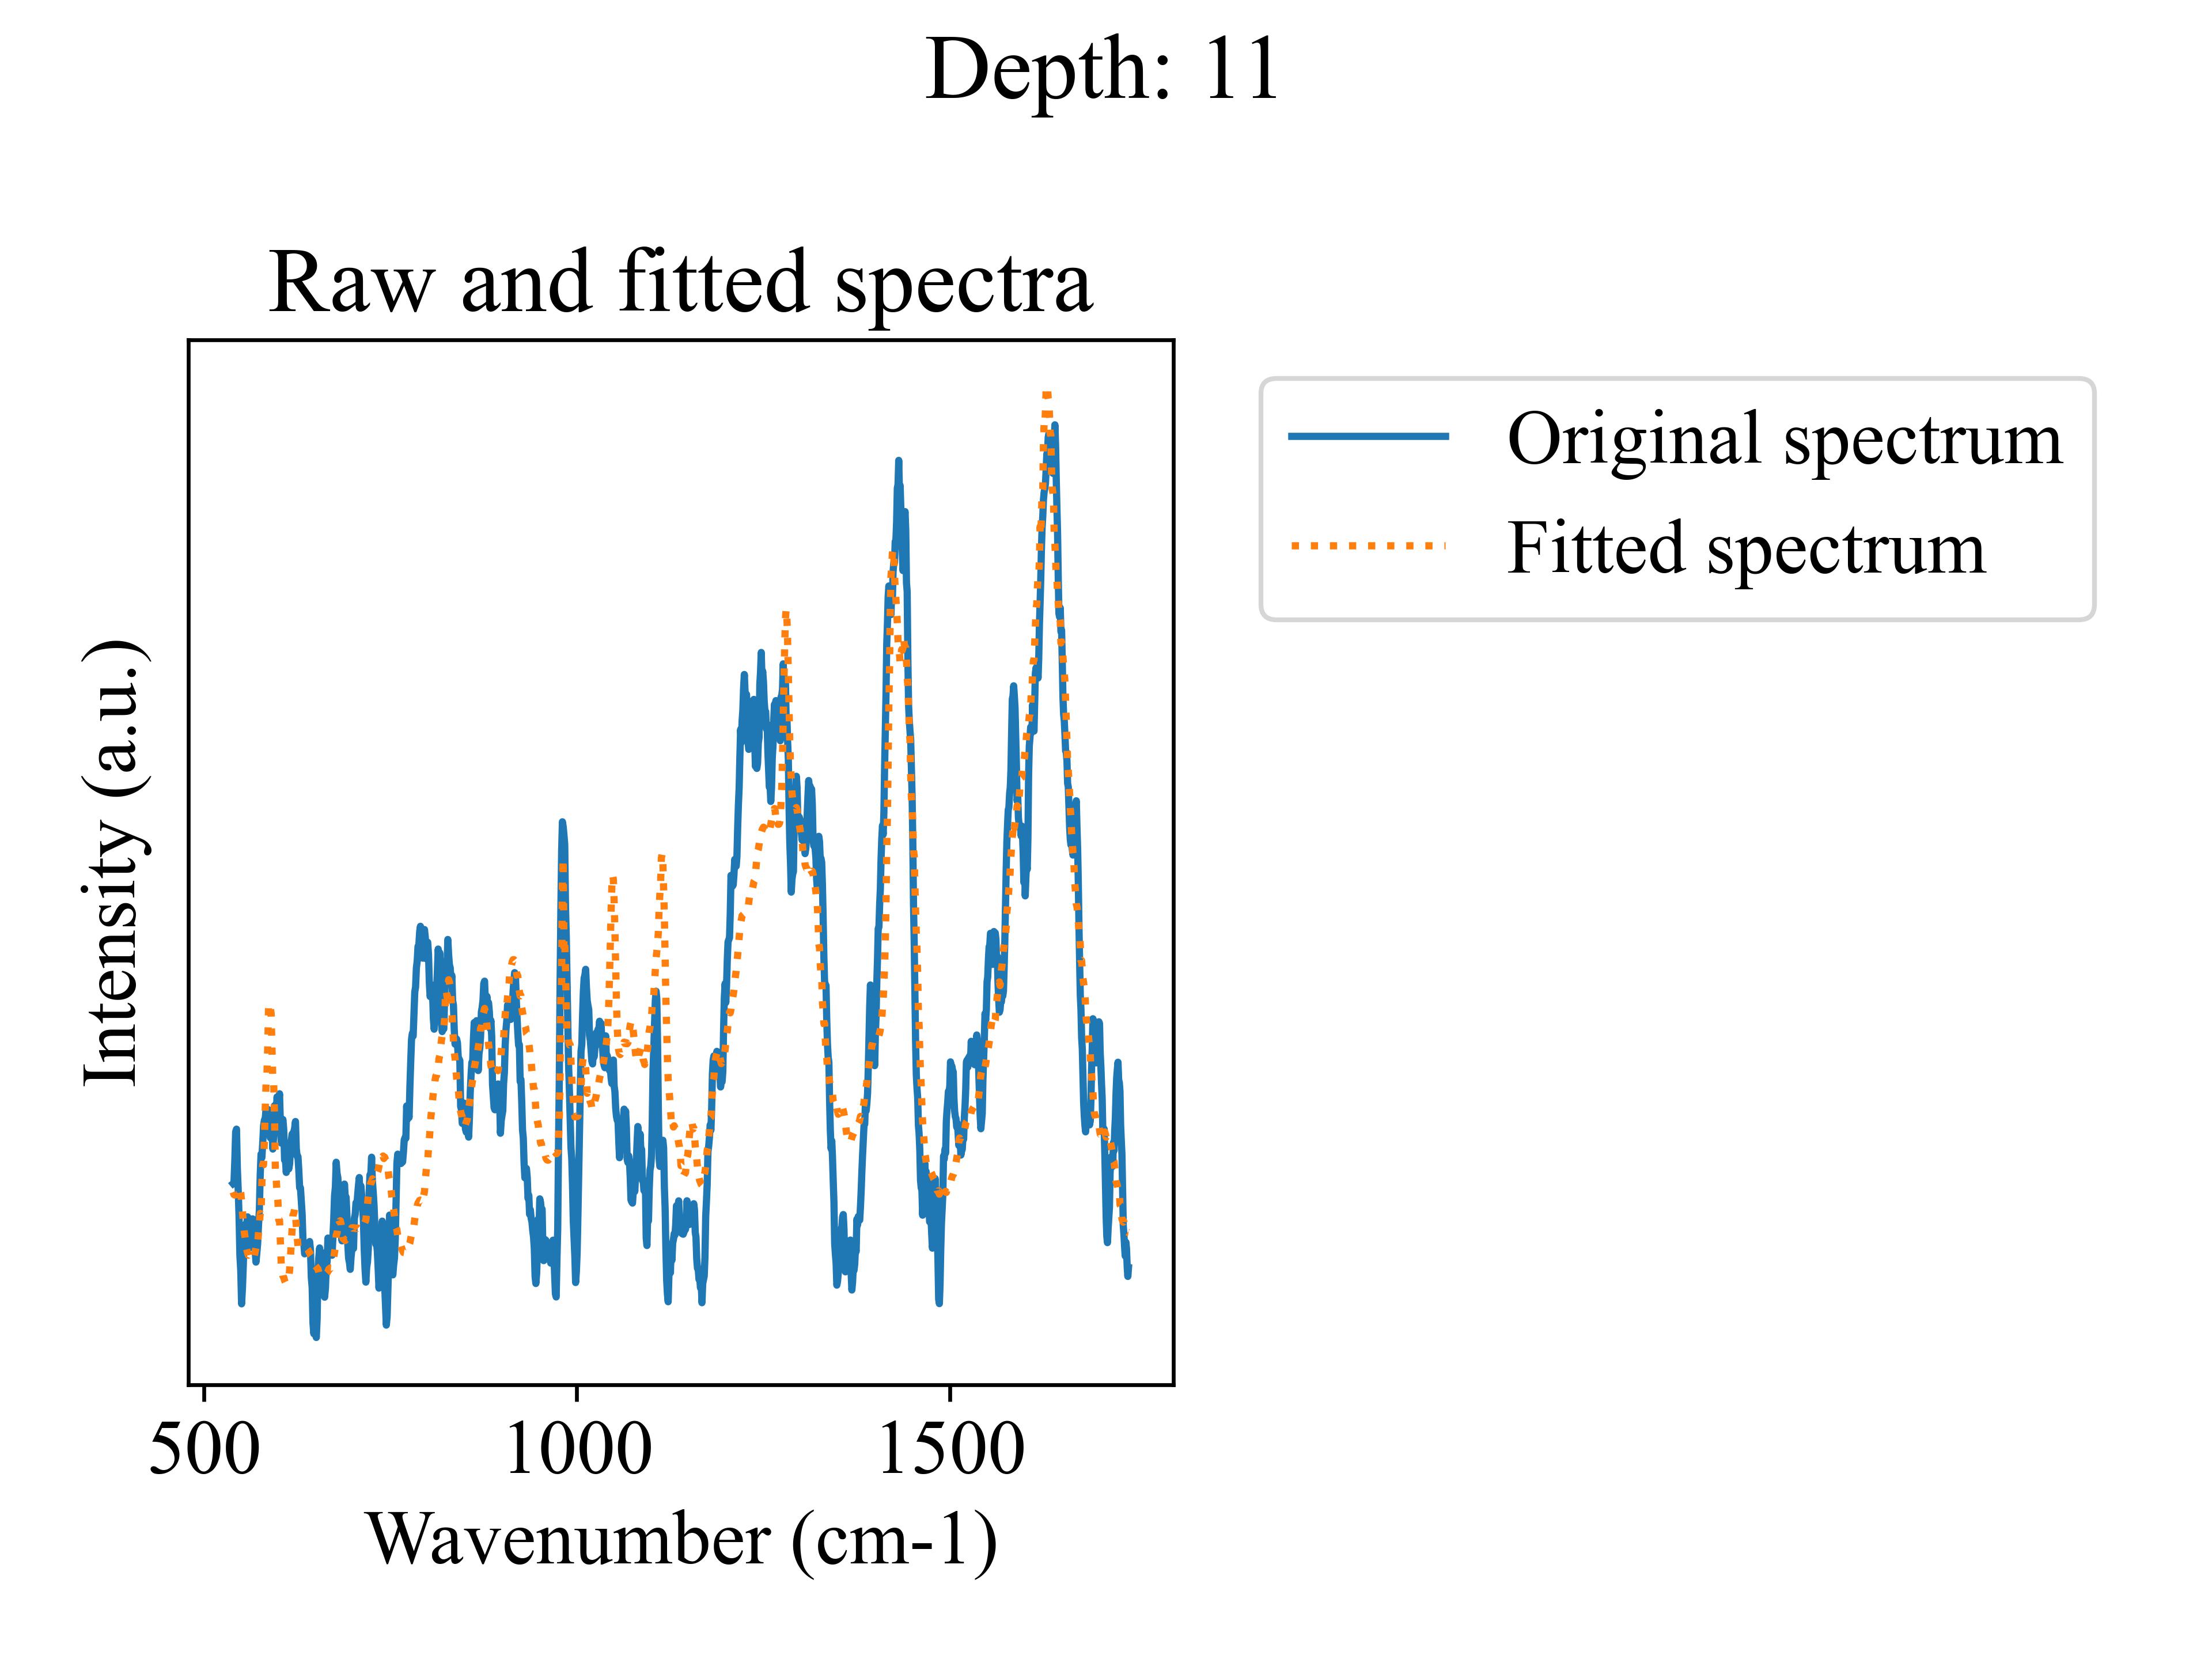 Depth: 11
Raw and fitted spectra
Original spectrum
Fitted spectrum
Intensity (a.u.)
500 1000 1500
Wavenumber (cm-1)